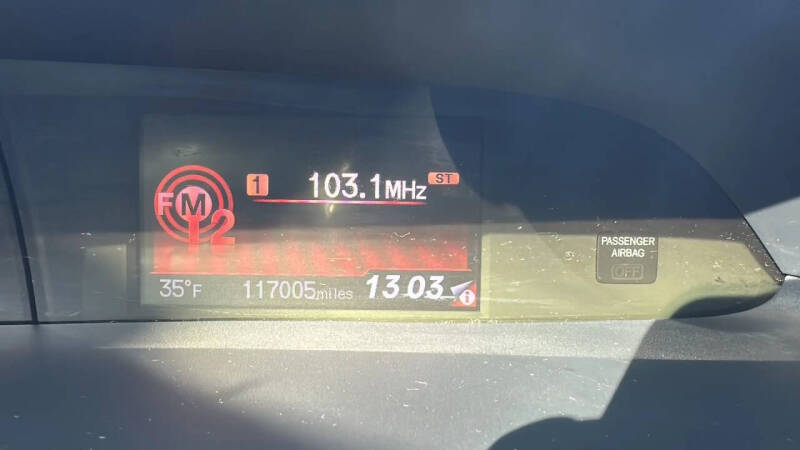 FM 2
1 103.1MHz ST
35°F 117005miles 13 03
i
PASSENGER
AIRBAG
OFF